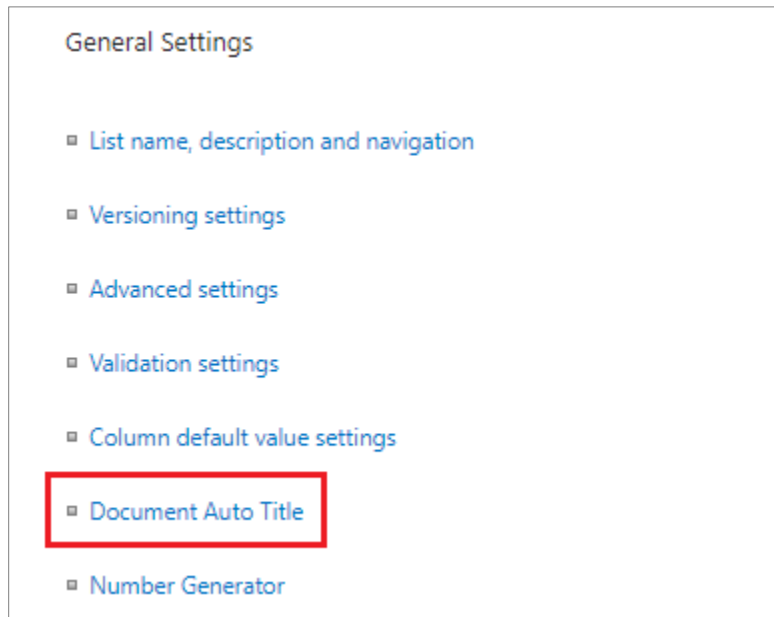 General Settings
List name, description and navigation
Versioning settings
Advanced settings
Validation settings
Column default value settings
Document Auto Title
Number Generator